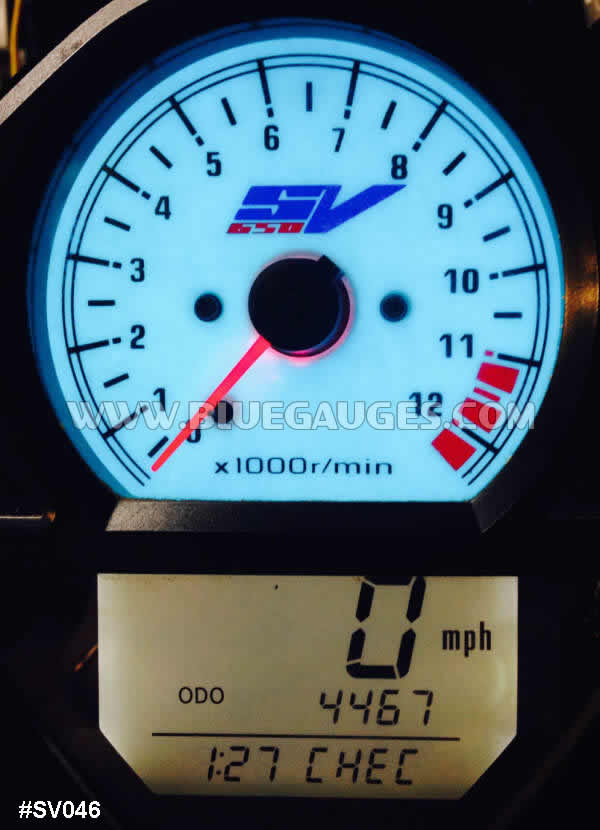 6 7
5 8
4 9
SV
650
3 10
2 11
1 12
0
WWW.BLUEGAUGES.COM
x1000r/min
0 mph
ODO 4467
1:27 CHEC
#SV046